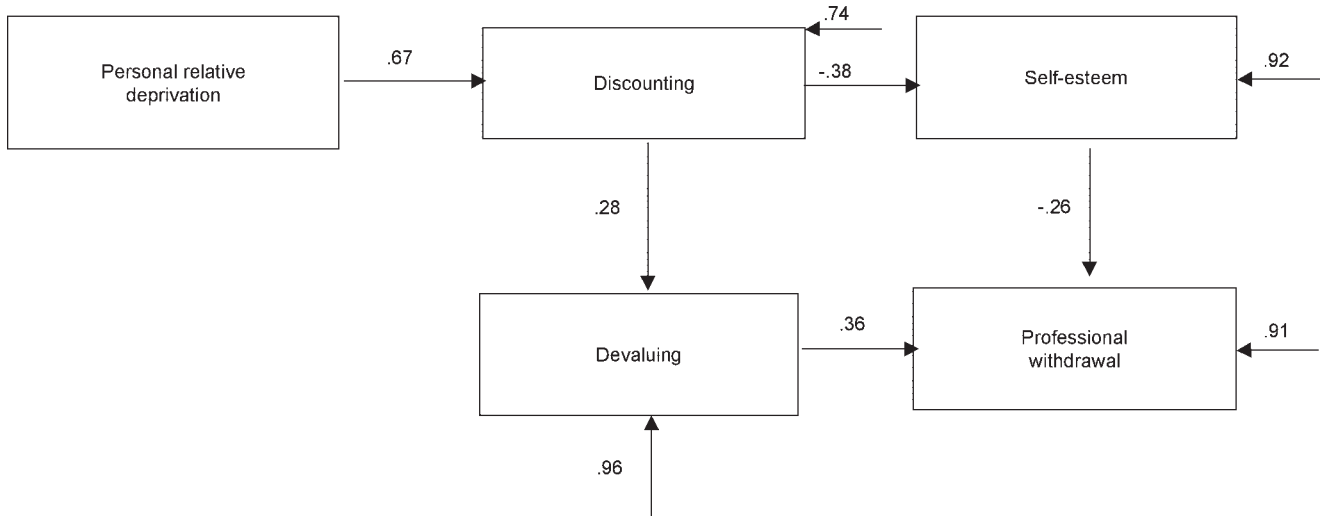 .74
Personal relative
deprivation
.67
Discounting
-.38
Self-esteem
.92
.28
-.26
Devaluing
.36
Professional
withdrawal
.91
.96